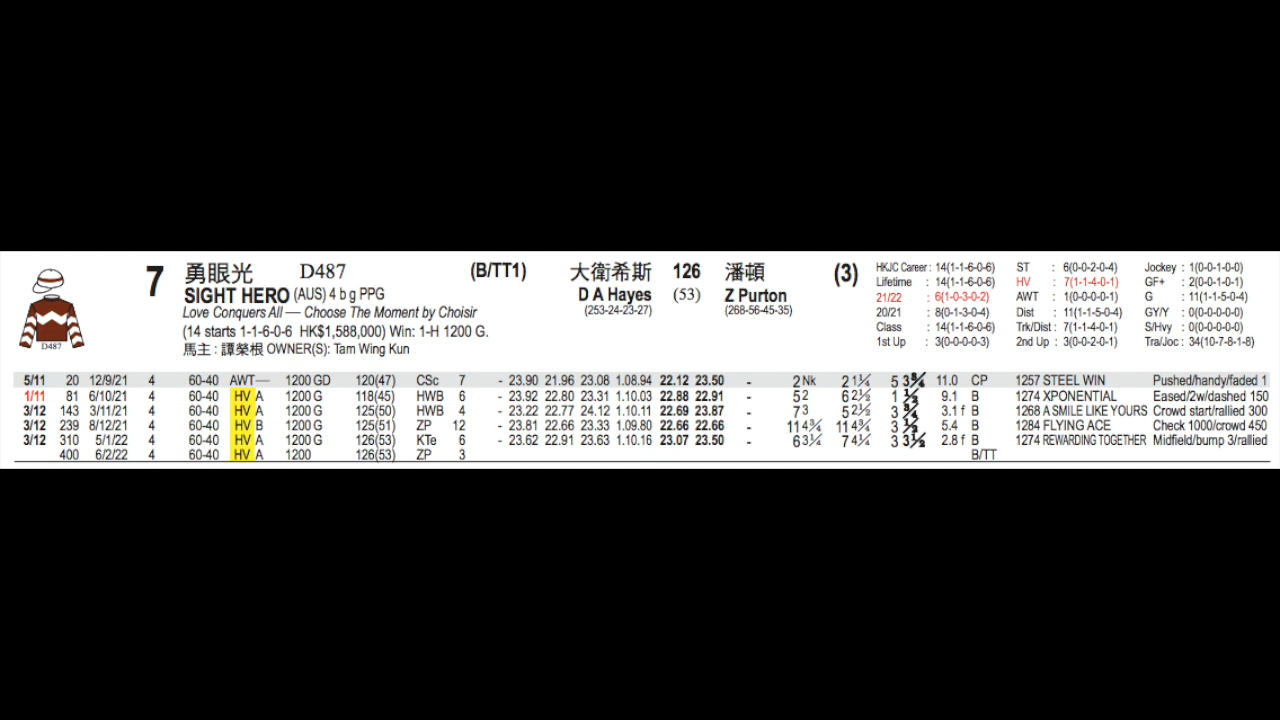 7 勇眼光 D487 (B/TT1) 大衛希斯 126 潘頓 (3)
SIGHT HERO (AUS) 4 b g PPG D A Hayes (53) Z Purton
Love Conquers All — Choose The Moment by Choisir (253-24-23-27) (268-56-45-35)
(14 starts 1-1-6-0-6 HK$1,588,000) Win: 1-H 1200 G.
馬主 : 譚榮根 OWNER(S): Tam Wing Kun
D487
HKJC Career : 14(1-1-6-0-6) ST : 6(0-0-2-0-4) Jockey : 1(0-0-1-0-0)
Lifetime : 14(1-1-6-0-6) HV : 7(1-1-4-0-1) GF+ : 2(0-0-1-0-1)
21/22 : 6(1-0-3-0-2) AWT : 1(0-0-0-0-1) G : 11(1-1-5-0-4)
20/21 : 8(0-1-3-0-4) Dist : 11(1-1-5-0-4) GY/Y : 0(0-0-0-0-0)
Class : 14(1-1-6-0-6) Trk/Dist : 7(1-1-4-0-1) S/Hvy : 0(0-0-0-0-0)
1st Up : 3(0-0-0-0-3) 2nd Up : 3(0-0-2-0-1) Tra/Joc : 34(10-7-8-1-8)
5/11 20 12/9/21 4 60-40 AWT— 1200 GD 120(47) CSc 7 - 23.90 21.96 23.08 1.08.94 22.12 23.50 - 2 Nk 2 1¼ 5 3¾ 11.0 CP 1257 STEEL WIN Pushed/handy/faded 1
1/11 81 6/10/21 4 60-40 HV A 1200 G 118(45) HWB 6 - 23.92 22.80 23.31 1.10.03 22.88 22.91 - 5 2 6 2½ 1 ½ 9.1 B 1274 XPONENTIAL Eased/2w/dashed 150
3/12 143 3/11/21 4 60-40 HV A 1200 G 125(50) HWB 4 - 23.22 22.77 24.12 1.10.11 22.69 23.87 - 7 3 5 2½ 3 ¾ 3.1 f B 1268 A SMILE LIKE YOURS Crowd start/rallied 300
3/12 239 8/12/21 4 60-40 HV B 1200 G 125(51) ZP 12 - 23.81 22.66 23.33 1.09.80 22.66 22.66 - 11 4¾ 11 4¾ 3 ½ 5.4 B 1284 FLYING ACE Check 1000/crowd 450
3/12 310 5/1/22 4 60-40 HV A 1200 G 126(53) KTe 6 - 23.62 22.91 23.63 1.10.16 23.07 23.50 - 6 3¼ 7 4¼ 3 3½ 2.8 f B 1274 REWARDING TOGETHER Midfield/bump 3/rallied
400 6/2/22 4 60-40 HV A 1200 126(53) ZP 3 B/TT